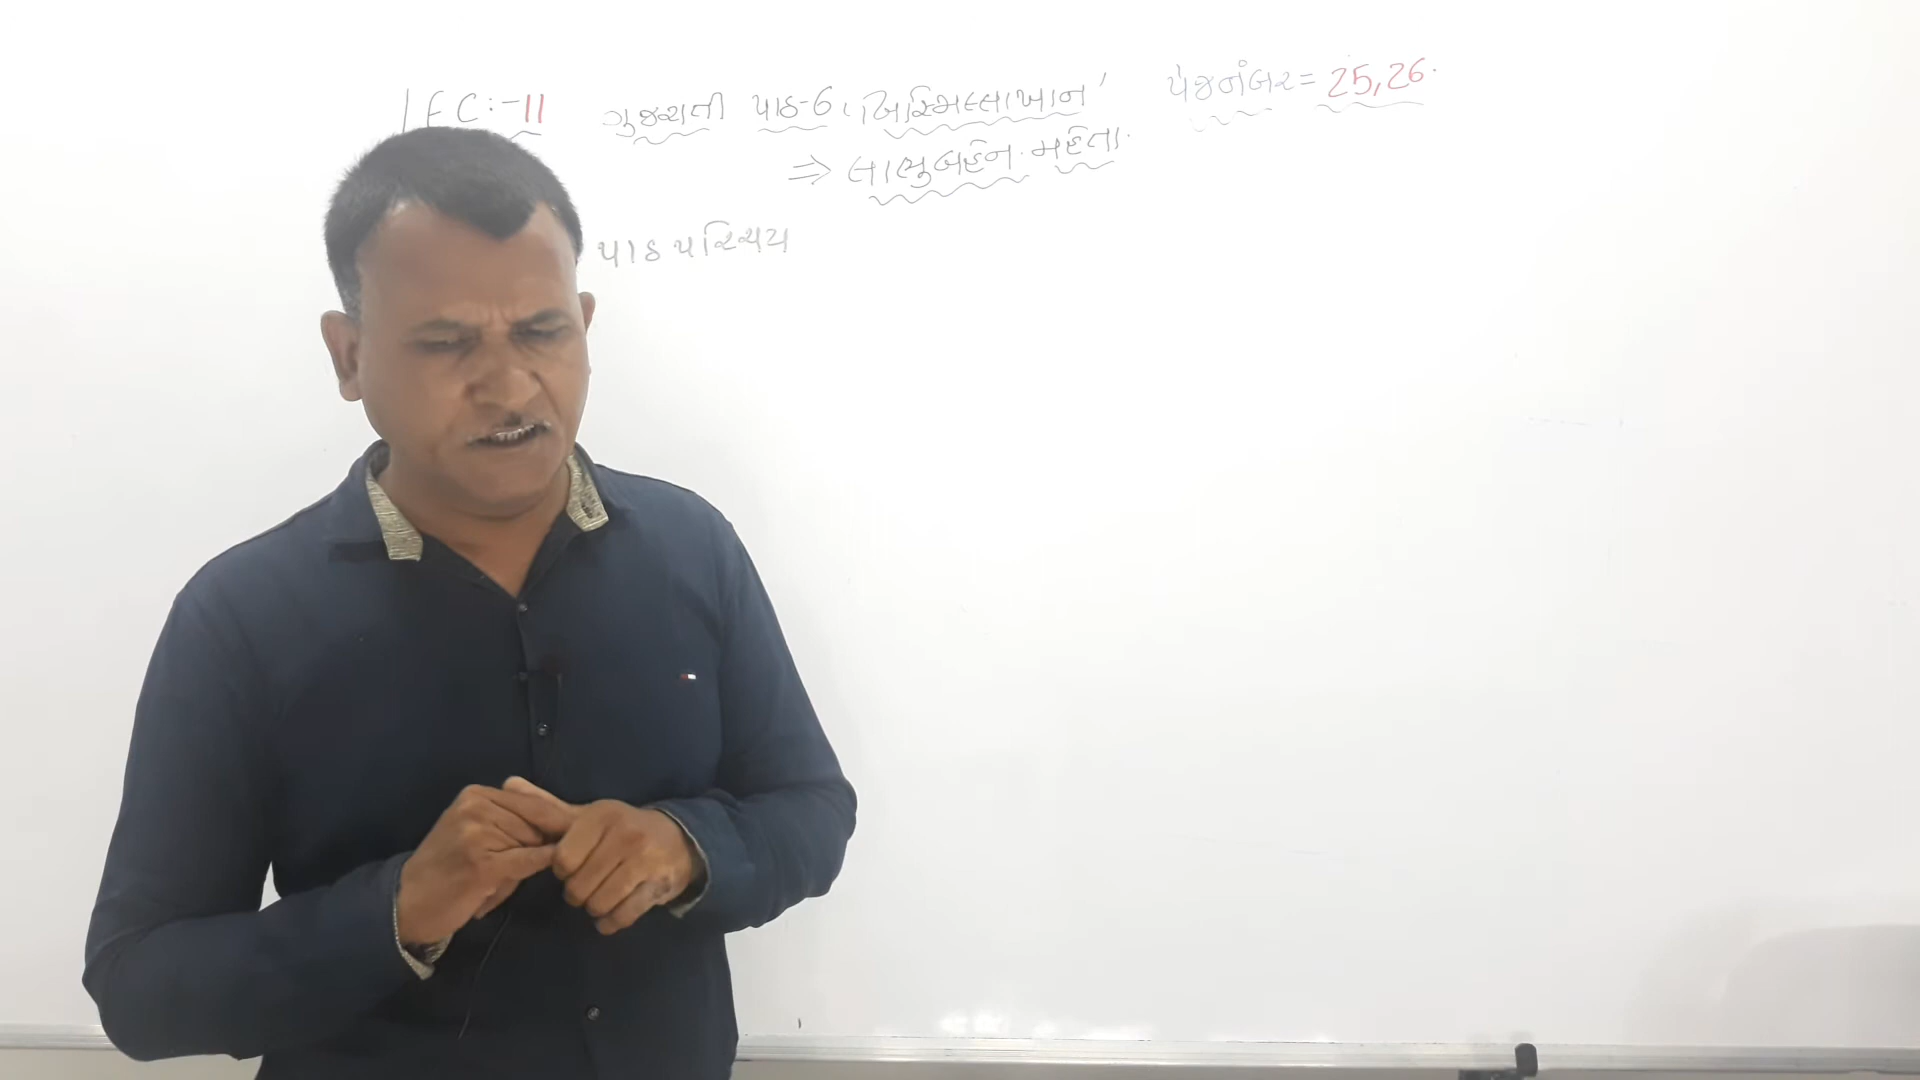 LEC:-11 ગુજરાતી પાઠ-6 'બિસ્મિલ્લાખાન' પેજનંબર = 25,26.
⇒ લાભુબહેન. મહેતા.
પાઠ પરિચય